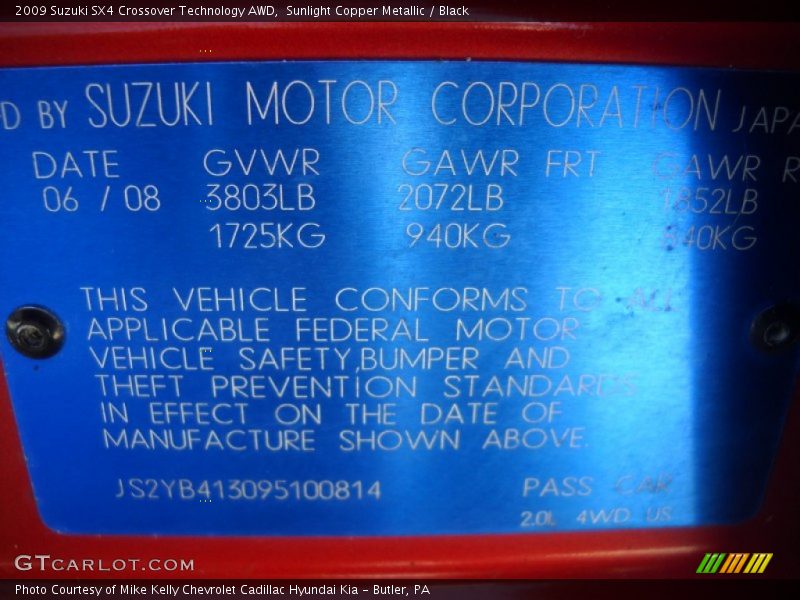 2009 Suzuki SX4 Crossover Technology AWD,  Sunlight Copper Metallic / Black
BY SUZUKI MOTOR CORPORATION
DATE GVWR GAWR FRT GAWR
06 / 08 3803LB 2072LB 1852LB
1725KG 940KG 840KG
THIS VEHICLE CONFORMS TO ALL
APPLICABLE FEDERAL MOTOR
VEHICLE SAFETY,BUMPER AND
THEFT PREVENTION STANDARDS
IN EFFECT ON THE DATE OF
MANUFACTURE SHOWN ABOVE.
JS2YB413095100814 PASS CAR
2.0L 4WD US
GTCARLOT.COM
Photo Courtesy of Mike Kelly Chevrolet Cadillac Hyundai Kia – Butler, PA